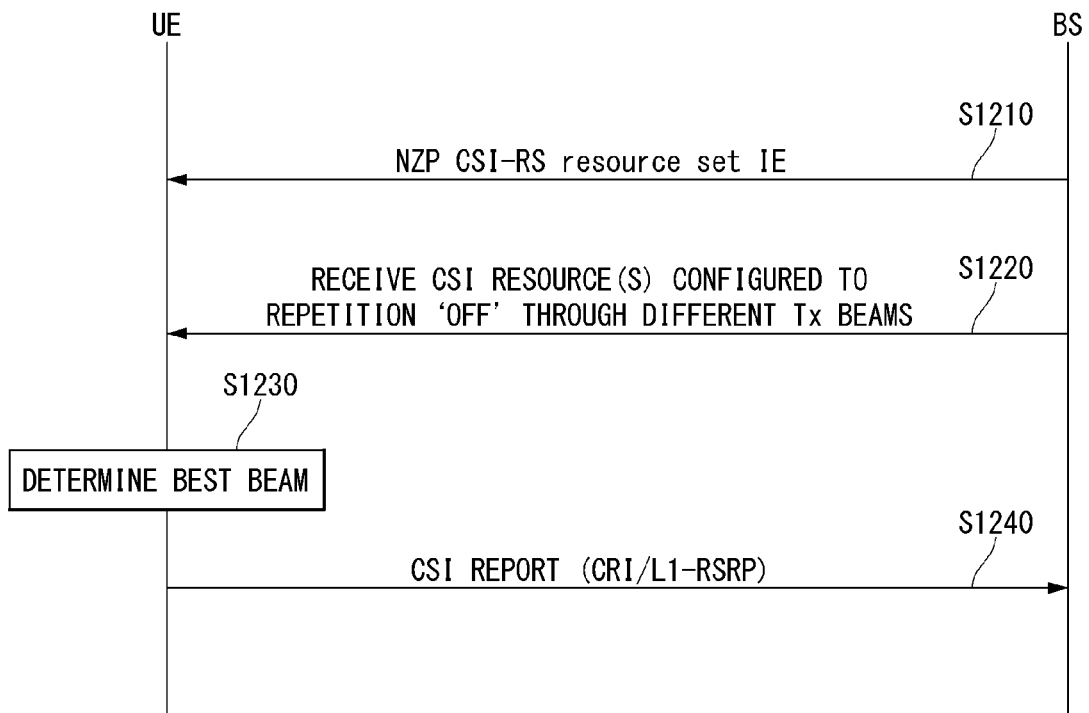 UE
BS
S1210
NZP CSI-RS resource set IE
S1220
RECEIVE CSI RESOURCE(S) CONFIGURED TO
REPETITION ‘OFF’ THROUGH DIFFERENT Tx BEAMS
S1230
DETERMINE BEST BEAM
S1240
CSI REPORT (CRI/L1-RSRP)